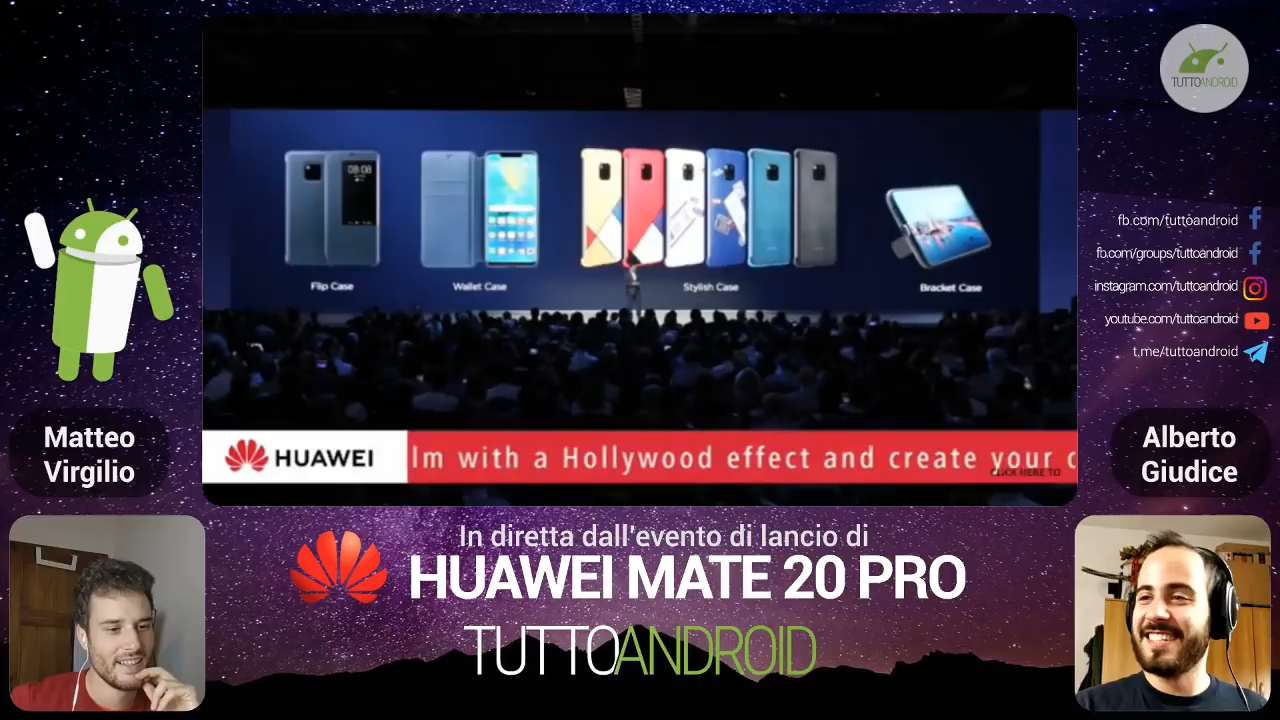 TUTTOANDROID
08:08
Flip Case
Wallet Case
Stylish Case
Bracket Case
fb.com/tuttoandroid
fb.com/groups/tuttoandroid
instagram.com/tuttoandroid
youtube.com/tuttoandroid
t.me/tuttoandroid
HUAWEI
lm with a Hollywood effect and create your c
CLICK HERE TO
Matteo
Virgilio
Alberto
Giudice
In diretta dall'evento di lancio di
HUAWEI MATE 20 PRO
TUTTOANDROID